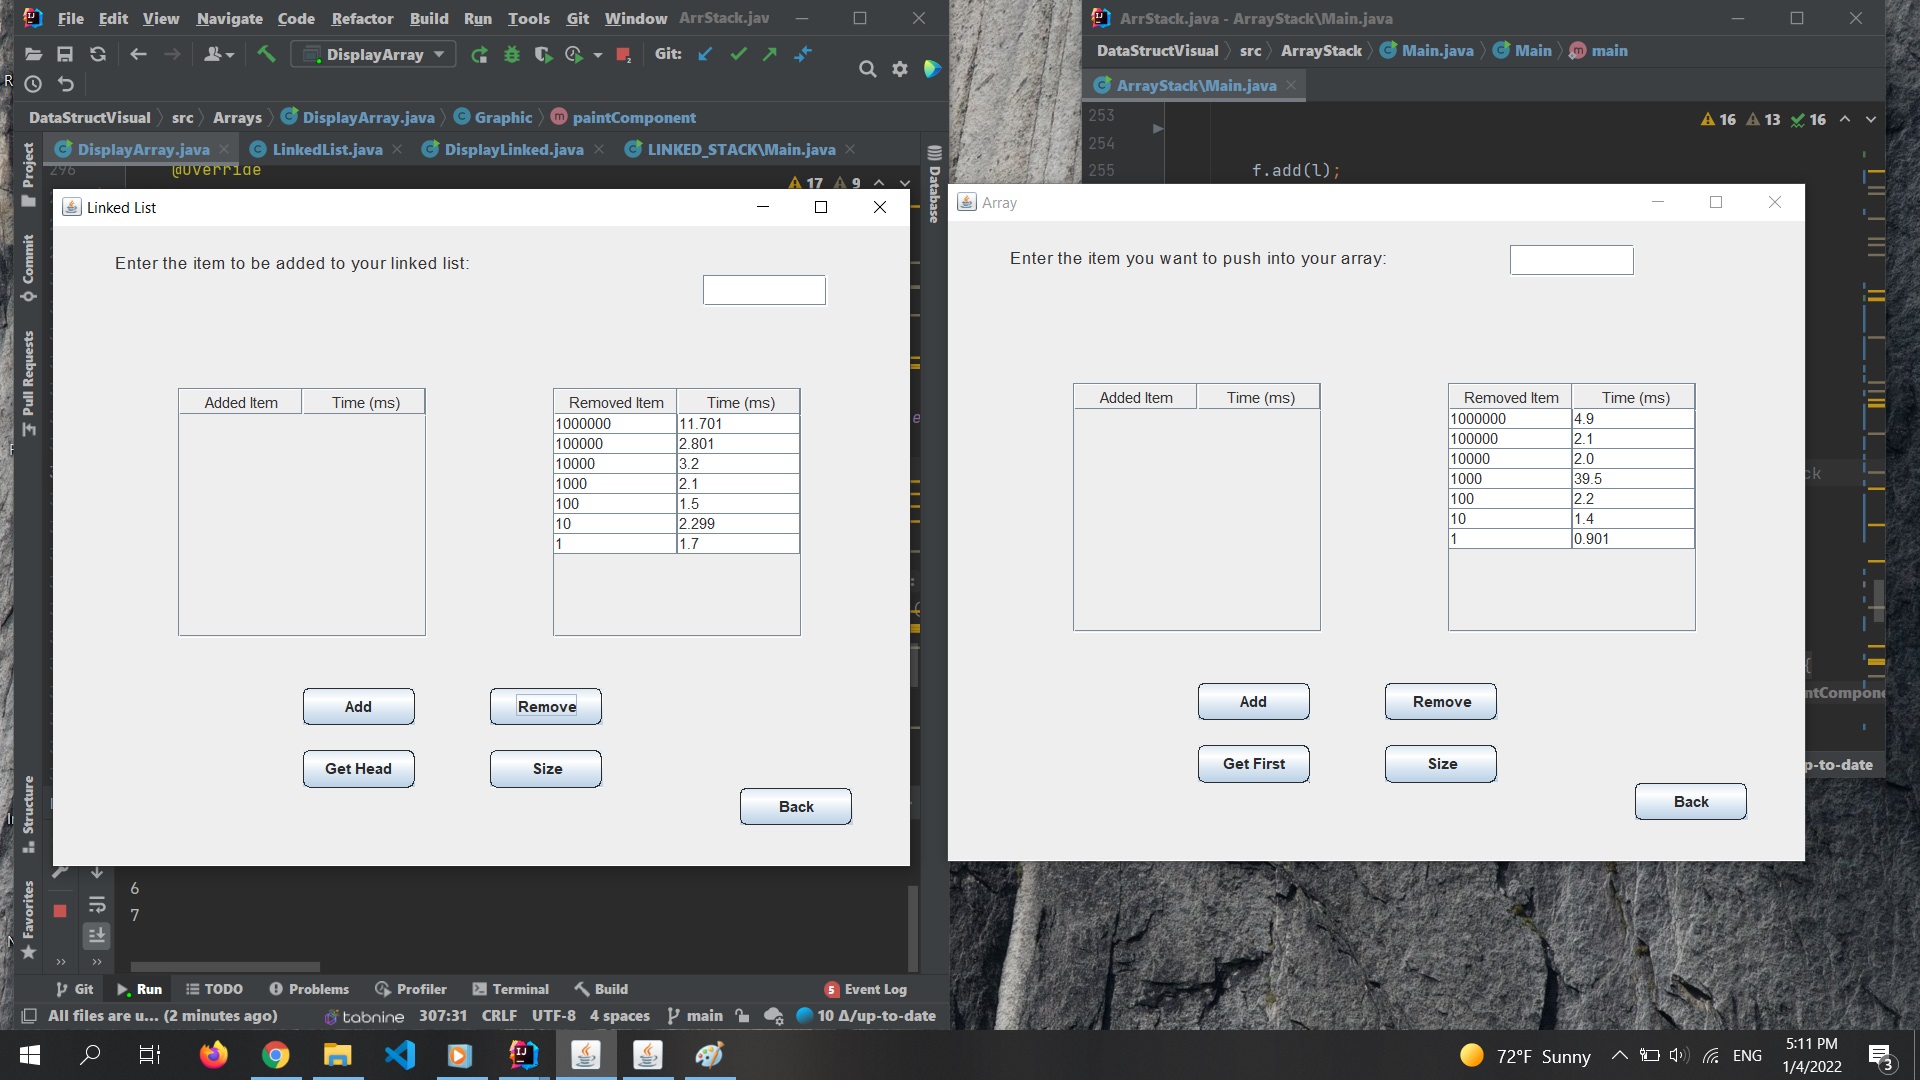 File Edit View Navigate Code Refactor Build Run Tools Git Window ArrStack.jav
DisplayArray Git:
DataStructVisual src Arrays DisplayArray.java Graphic paintComponent
DisplayArray.java LinkedList.java DisplayLinked.java LINKED_STACK\Main.java
296 @Override
17 9
Project
Commit
Pull Requests
Structure
Favorites
Database
Linked List
Enter the item to be added to your linked list:
Added Item Time (ms)
Removed Item Time (ms)
1000000 11.701
100000 2.801
10000 3.2
1000 2.1
100 1.5
10 2.299
1 1.7
Add Remove
Get Head Size
Back
6
7
Git Run TODO Problems Profiler Terminal Build 5 Event Log
All files are u... (2 minutes ago) tabnine 307:31 CRLF UTF-8 4 spaces main 10 Δ/up-to-date
ArrStack.java - ArrayStack\Main.java
DataStructVisual src ArrayStack Main.java Main main
ArrayStack\Main.java
253
254
255 f.add(l);
16 13 16
Array
Enter the item you want to push into your array:
Added Item Time (ms)
Removed Item Time (ms)
1000000 4.9
100000 2.1
10000 2.0
1000 39.5
100 2.2
10 1.4
1 0.901
Add Remove
Get First Size
Back
ck
{
ntCompone
p-to-date
72°F Sunny ENG 5:11 PM
1/4/2022
3